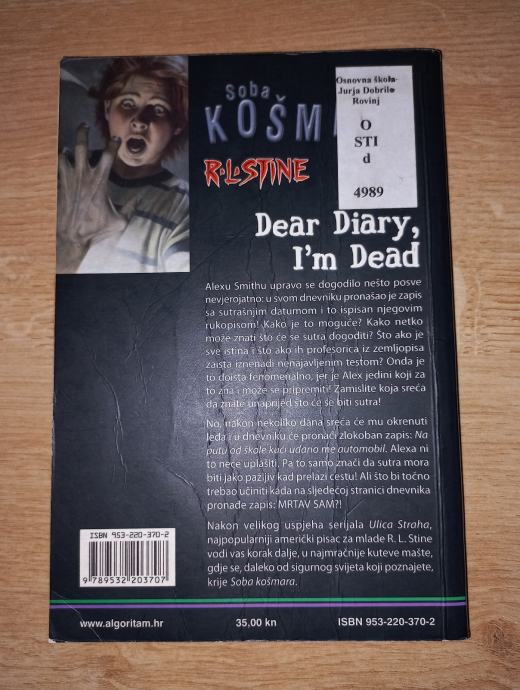 Soba
KOŠM
R.L.STINE
Osnovna škola
Jurja Dobrile
Rovinj
O
STI
d
4989
Dear Diary,
I'm Dead
Alexu Smithu upravo se dogodilo nešto posve
nevjerojatno: u svom dnevniku pronašao je zapis
sa sutrašnjim datumom i to ispisan njegovim
rukopisom! Kako je to moguće? Kako netko
može znati što će se sutra dogoditi? Što ako je
sve istina i što ako ih profesorica iz zemljopisa
zaista iznenadi nenajavljenim testom? Onda je
to doista fenomenalno, jer je Alex jedini koji za
to zna i može se pripremiti! Zamislite koja sreća
da znate unaprijed što će se biti sutra!
No, nakon nekoliko dana sreća će mu okrenuti
leđa i u dnevniku će pronaći zlokoban zapis: Na
putu od škole kući udario me automobil. Alexa ni
to neće uplašiti. Pa to samo znači da sutra mora
biti jako pažljiv kad prelazi cestu! Ali što bi točno
trebao učiniti kada na sljedećoj stranici dnevnika
pronađe zapis: MRTAV SAM?!
Nakon velikog uspjeha serijala Ulica Straha,
najpopularniji američki pisac za mlade R. L. Stine
vodi vas korak dalje, u najmračnije kuteve mašte,
gdje se, daleko od sigurnog svijeta koji poznajete,
krije Soba košmara.
ISBN 953-220-370-2
9 789532 203707
www.algoritam.hr
35,00 kn
ISBN 953-220-370-2